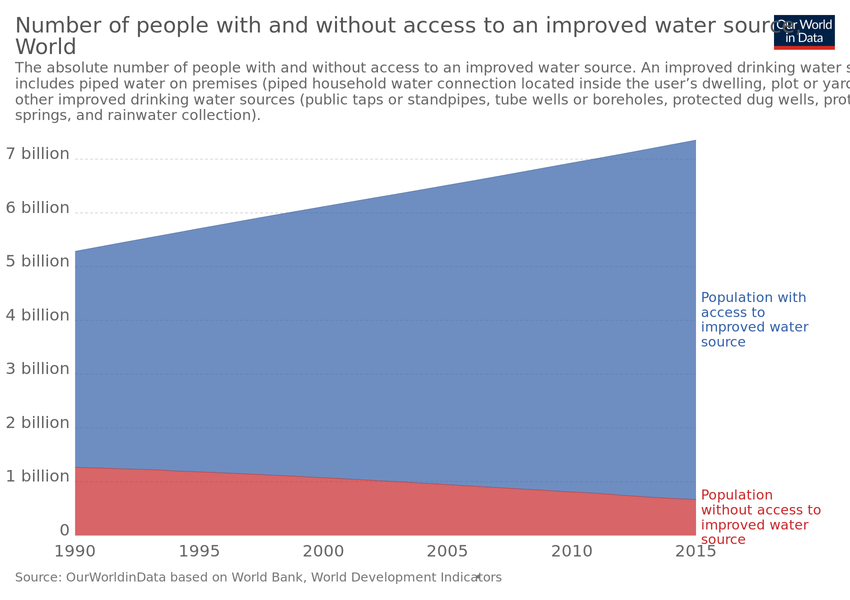 Number of people with and without access to an improved water source,
World
Our World
in Data
The absolute number of people with and without access to an improved water source. An improved drinking water s
includes piped water on premises (piped household water connection located inside the user's dwelling, plot or yard
other improved drinking water sources (public taps or standpipes, tube wells or boreholes, protected dug wells, prot
springs, and rainwater collection).
7 billion
6 billion
5 billion
4 billion
3 billion
2 billion
1 billion
0
Population with
access to
improved water
source
Population
without access to
improved water
source
1990 1995 2000 2005 2010 2015
Source: OurWorldinData based on World Bank, World Development Indicators